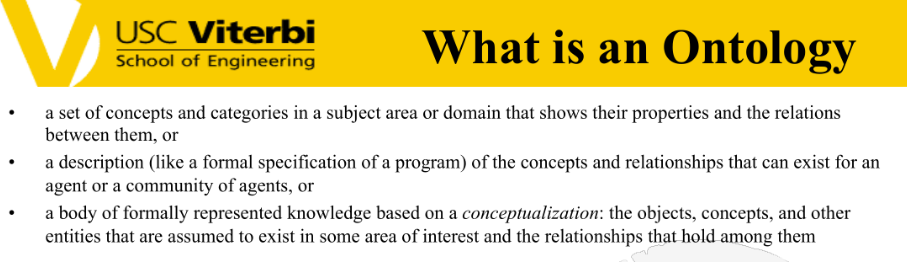 USC Viterbi
School of Engineering
What is an Ontology
• a set of concepts and categories in a subject area or domain that shows their properties and the relations
between them, or
• a description (like a formal specification of a program) of the concepts and relationships that can exist for an
agent or a community of agents, or
• a body of formally represented knowledge based on a conceptualization: the objects, concepts, and other
entities that are assumed to exist in some area of interest and the relationships that hold among them